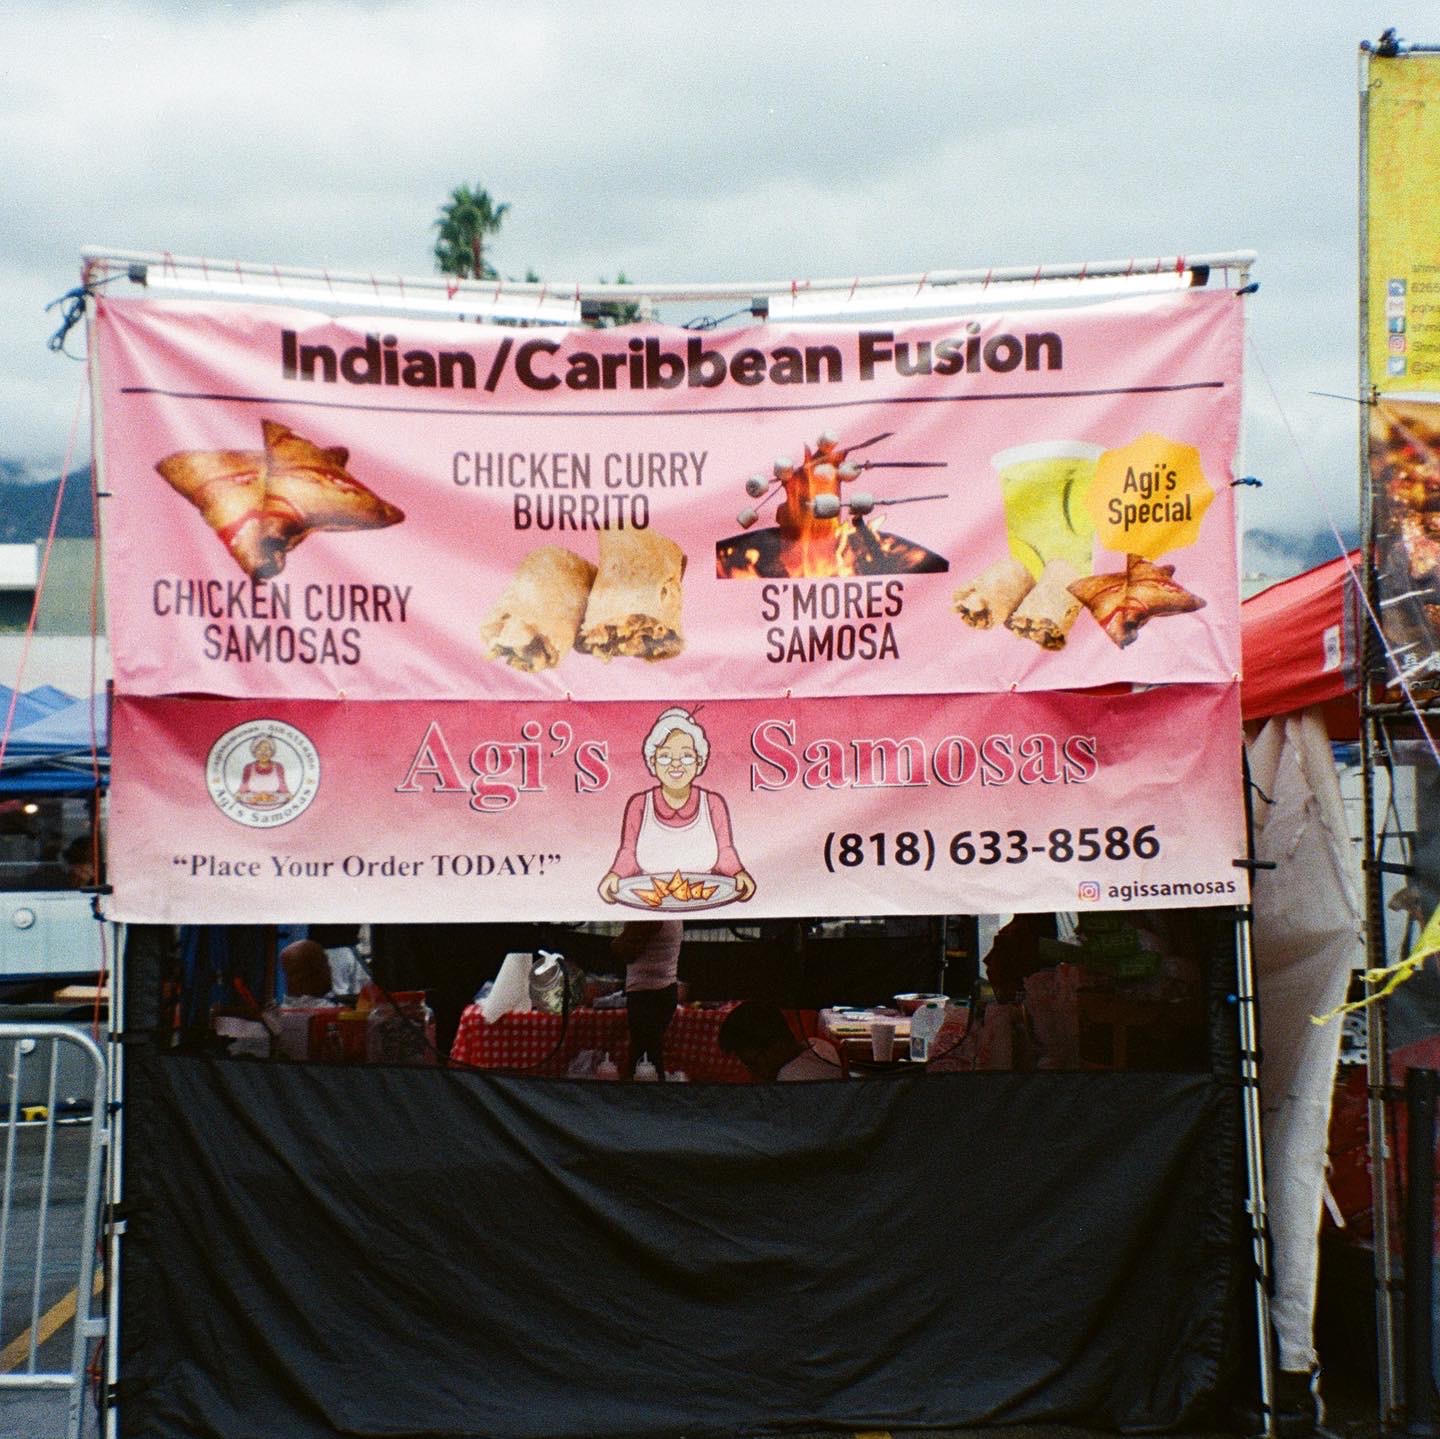 Indian/Caribbean Fusion
CHICKEN CURRY
SAMOSAS
CHICKEN CURRY
BURRITO
S'MORES
SAMOSA
Agi's
Special
Agi's Samosas
Agi's Samosas
“Place Your Order TODAY!”
(818) 633-8586
agissamosas